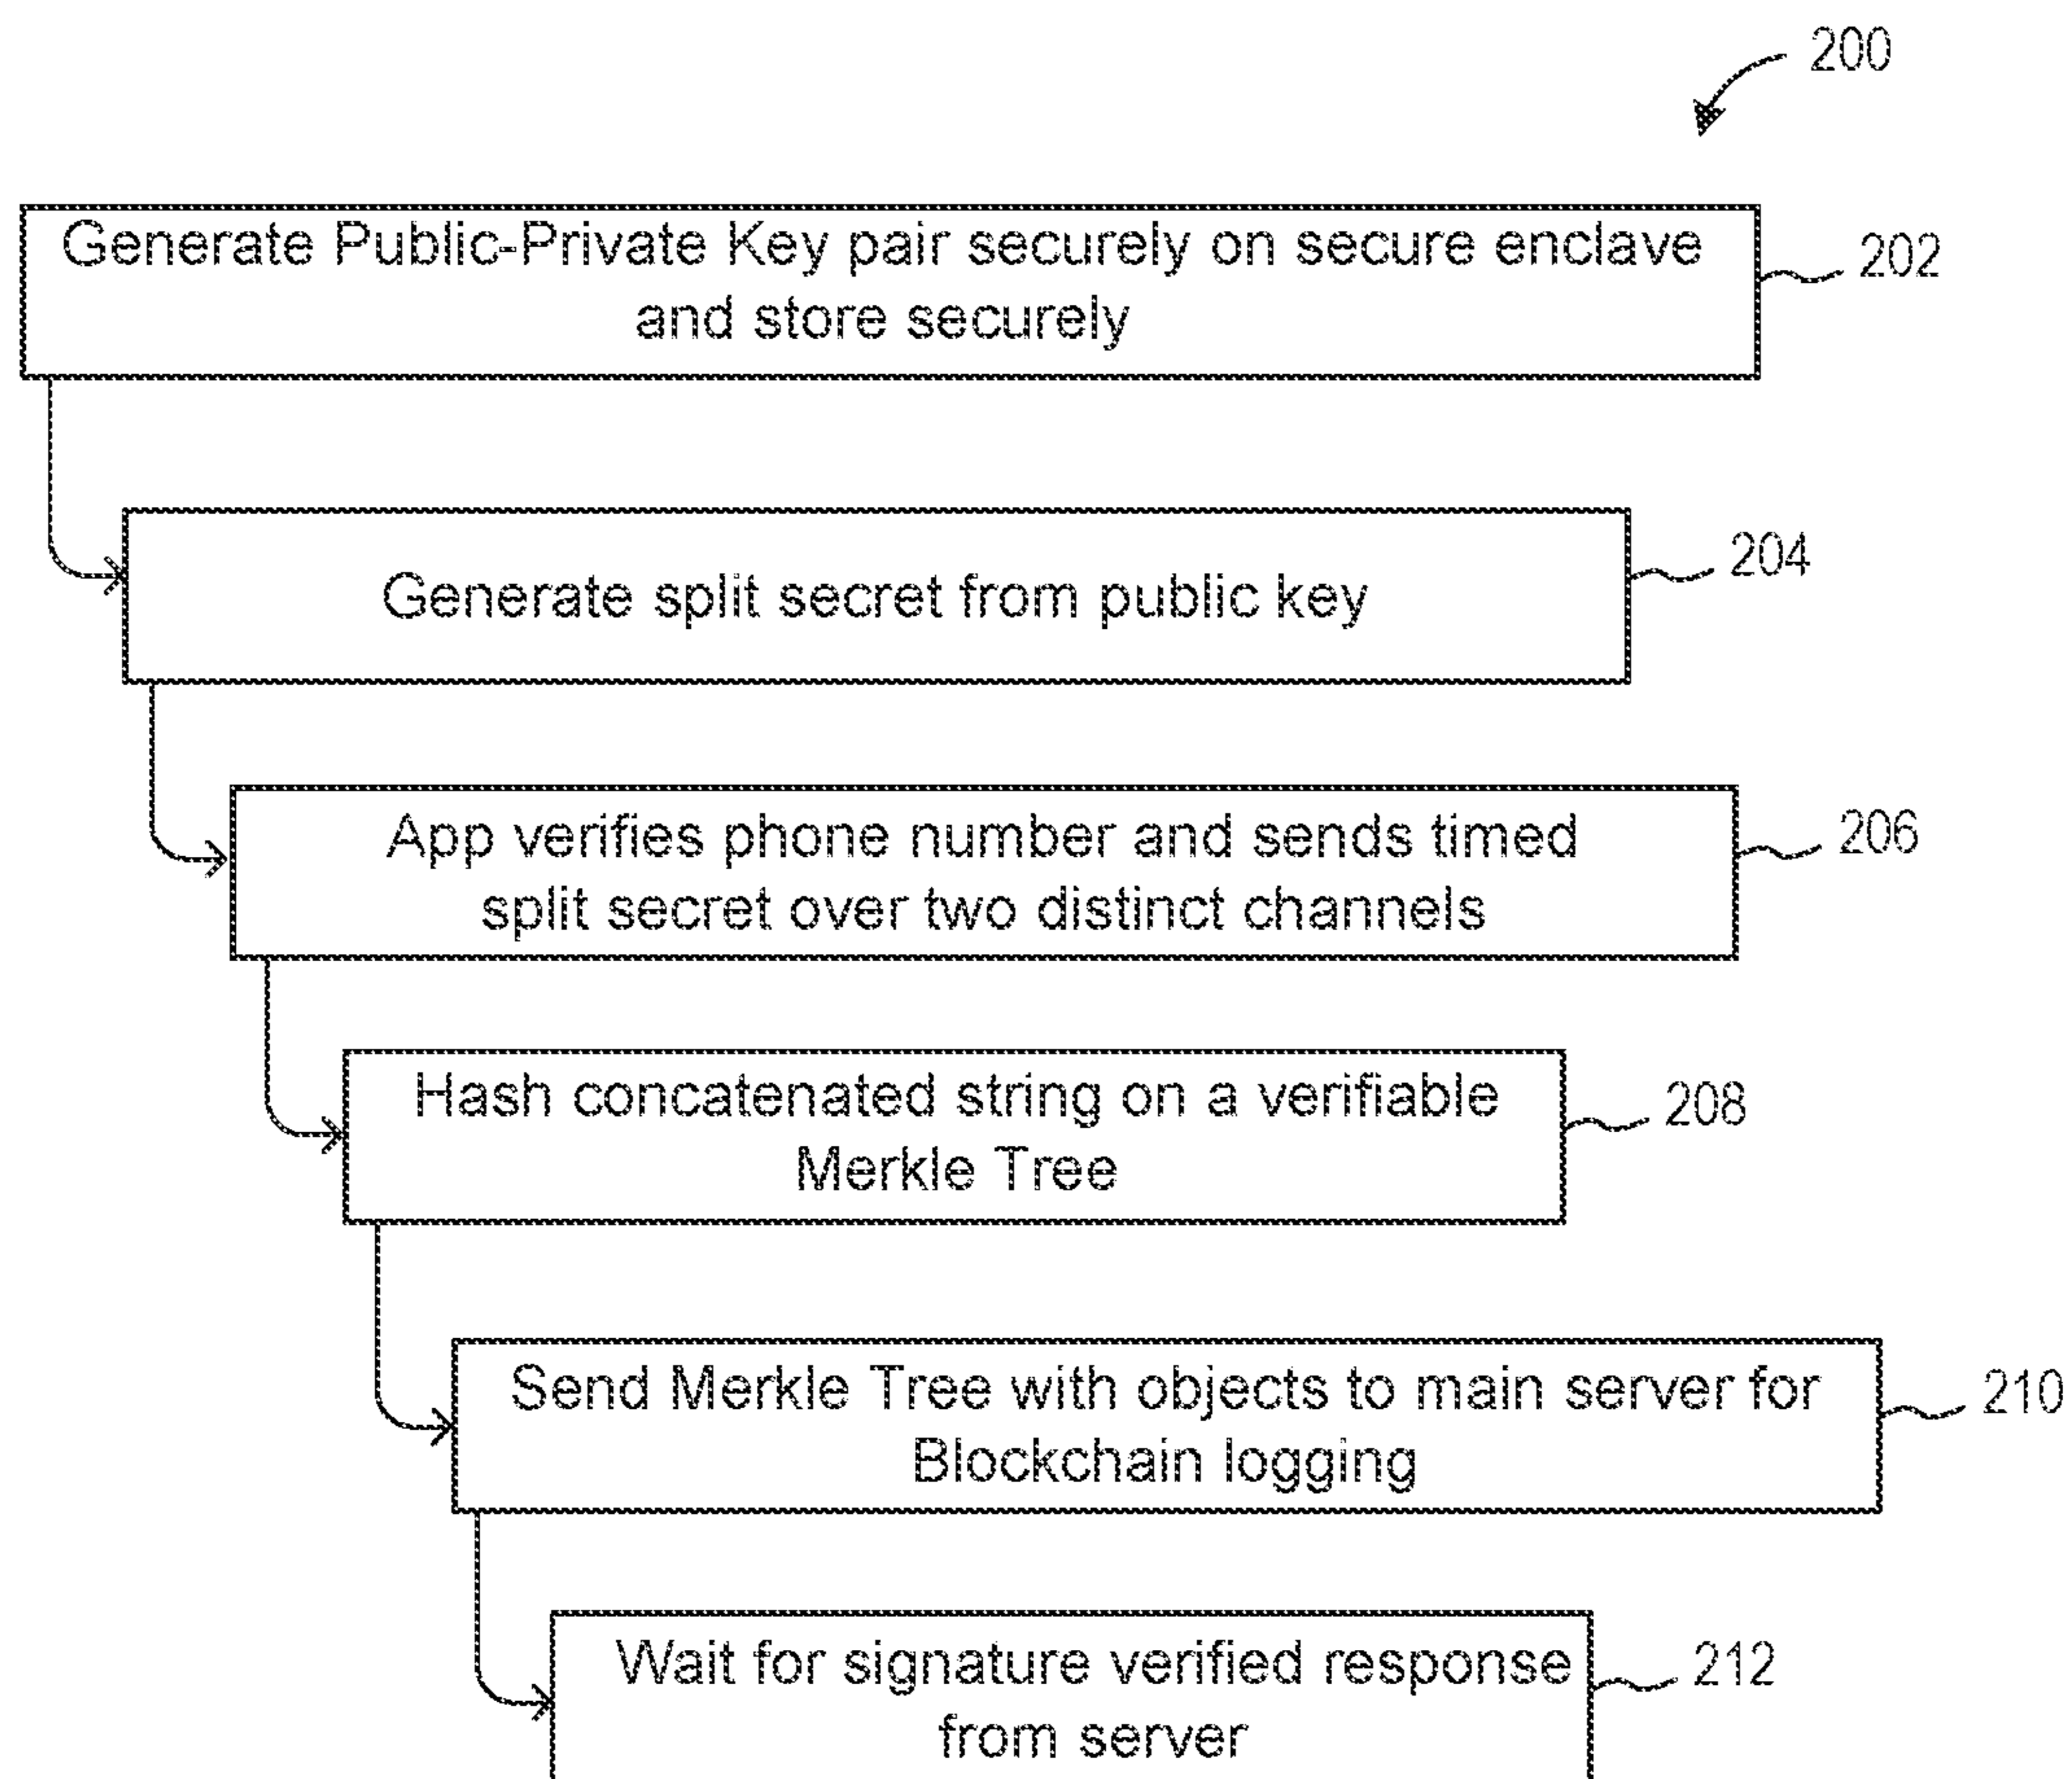 200
Generate Public-Private Key pair securely on secure enclave
and store securely
202
Generate split secret from public key
204
App verifies phone number and sends timed
split secret over two distinct channels
206
Hash concatenated string on a verifiable
Merkle Tree
208
Send Merkle Tree with objects to main server for
Blockchain logging
210
Wait for signature verified response
from server
212